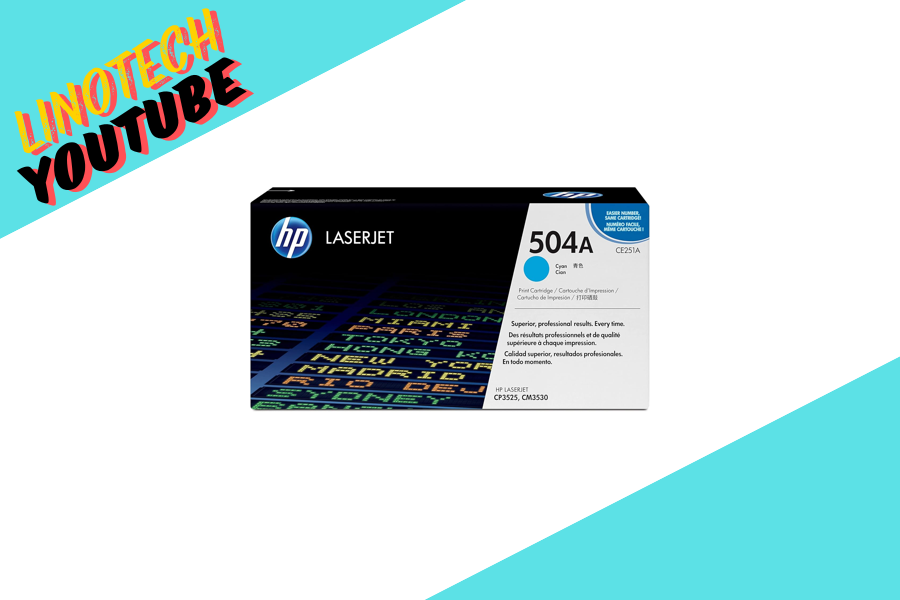 LINOTECH
YOUTUBE
hp
hp
LASERJET
EASIER NUMBER,
SAME CARTRIDGE!
NUMÉRO FACILE,
MÊME CARTOUCHE !
504A
CE251A
Cyan 青色
Cian
Print Cartridge / Cartouche d'Impression /
Cartucho de Impresión / 打印硒鼓
Superior, professional results. Every time.
Des résultats professionnels et de qualité
supérieure à chaque impression.
Calidad superior, resultados profesionales.
En todo momento.
HP LASERJET
CP3525, CM3530
LONDON
MIAMI
PARIS
TOKYO
HONG KO
NEW YORK
MADRID
RIO DE J
SYDNEY